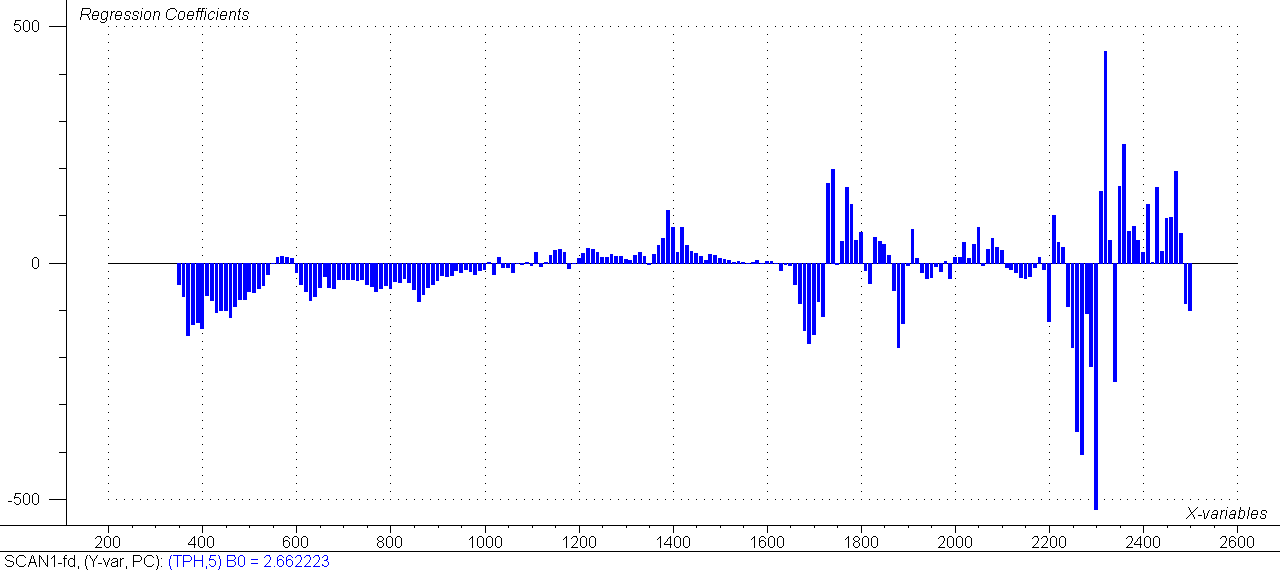 Regression Coefficients
500
0
-500
X-variables
200 400 600 800 1000 1200 1400 1600 1800 2000 2200 2400 2600
SCAN1-fd, (Y-var, PC): (TPH,5) B0 = 2.662223